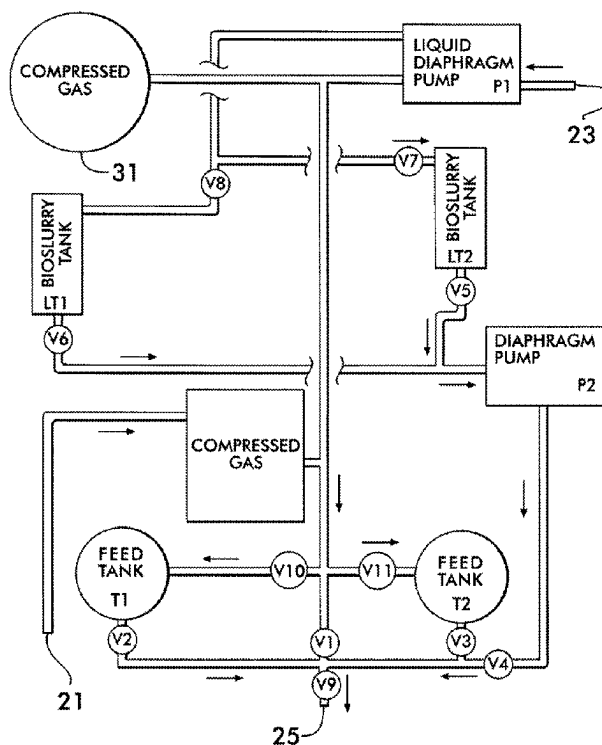 COMPRESSED
GAS
31
LIQUID
DIAPHRAGM
PUMP
P1
23
V8
V7
BIOSLURRY
TANK
LT1
V6
BIOSLURRY
TANK
LT2
V5
DIAPHRAGM
PUMP
P2
COMPRESSED
GAS
FEED
TANK
T1
V10
V11
FEED
TANK
T2
V2
V1
V3
V4
V9
21
25